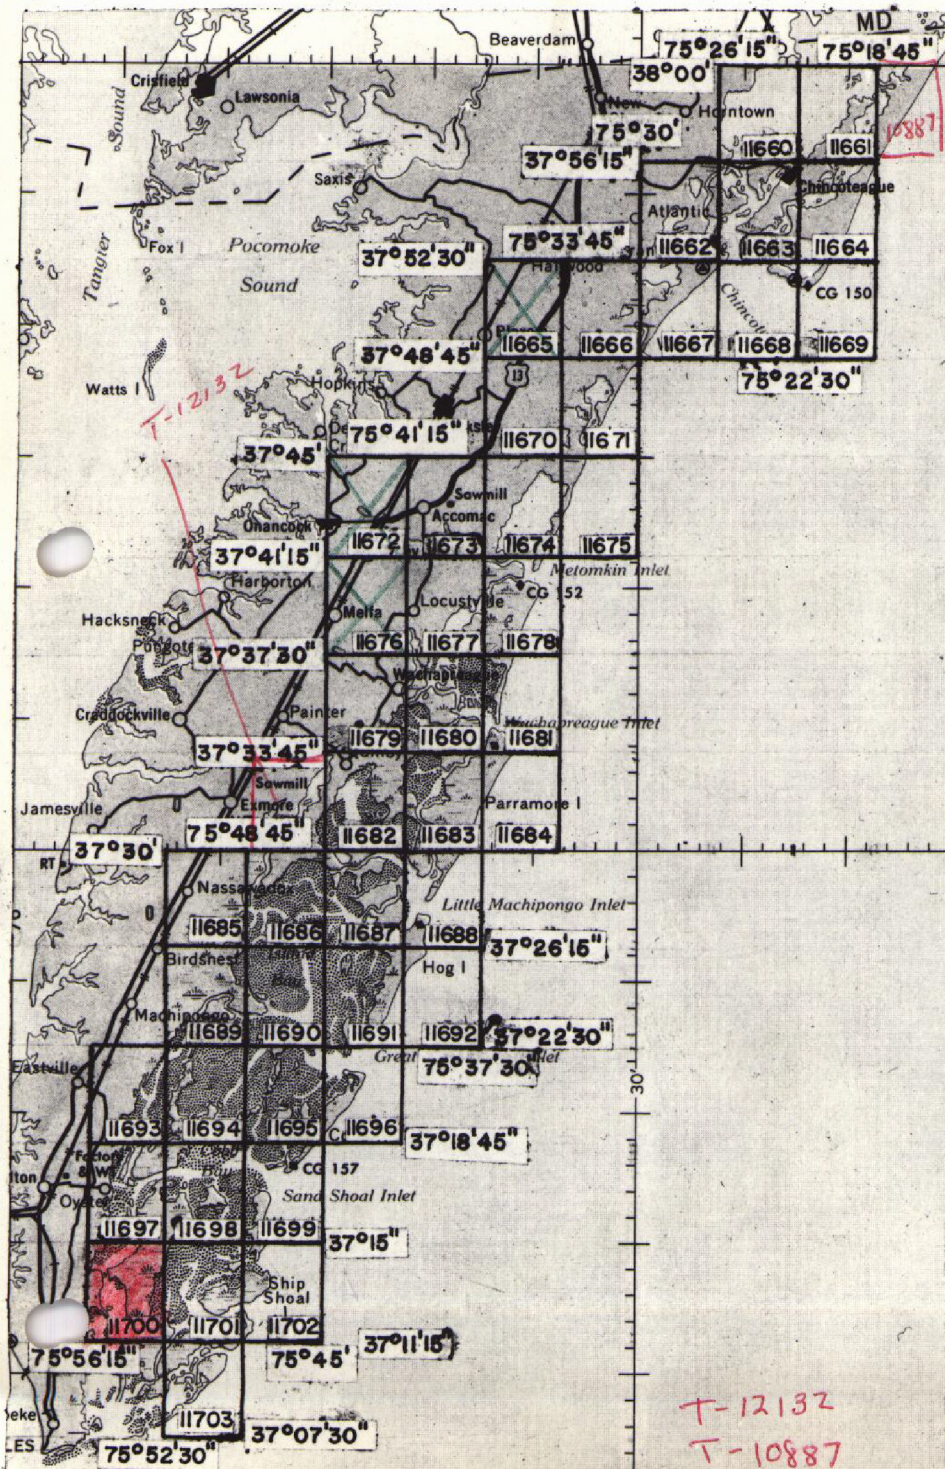 MD
Beaverdam
75°26'15"
75°18'45"
38°00'
Crisfield
Lawsonia
New
Horntown
10887
75°30'
Sound
37°56'15"
11660
11661
Saxis
Chincoteague
Atlantic
Fox I
Pocomoke
Sound
Tangier
75°33'45"
37°52'30"
11662
11663
11664
CG 150
37°48'45"
11665
11666
11667
11668
11669
Watts I
T-12132
Hopkins
13
75°22'30"
75°41'15"
37°45'
11670
11671
Sawmill
Accomac
Onancock
11672
11673
11674
11675
37°41'15"
Metomkin Inlet
Harborton
CG 152
Melfa
Locustville
Hacksneck
37°37'30"
11676
11677
11678
Wachapreague
Craddockville
Painter
Wachapreague Inlet
37°33'45"
11679
11680
11681
Sawmill
Jamesville
Exmore
Parramore I
37°30'
75°48'45"
11682
11683
11684
RT
Nassawadox
Little Machipongo Inlet
11685
11686
11687
11688
37°26'15"
Birdsnest
Island
Bay
Hog I
Machipongo
11689
11690
11691
11692
37°22'30"
Great
75°37'30"
30'
Eastville
11693
11694
11695
11696
37°18'45"
Factory
& W
Bay
CG 157
Oyster
Sand Shoal Inlet
11697
11698
11699
37°15'
Ship
Shoal
I
11700
11701
11702
75°56'15"
75°45'
37°11'15"
LES
11703
75°52'30"
37°07'30"
T-12132
T-10887